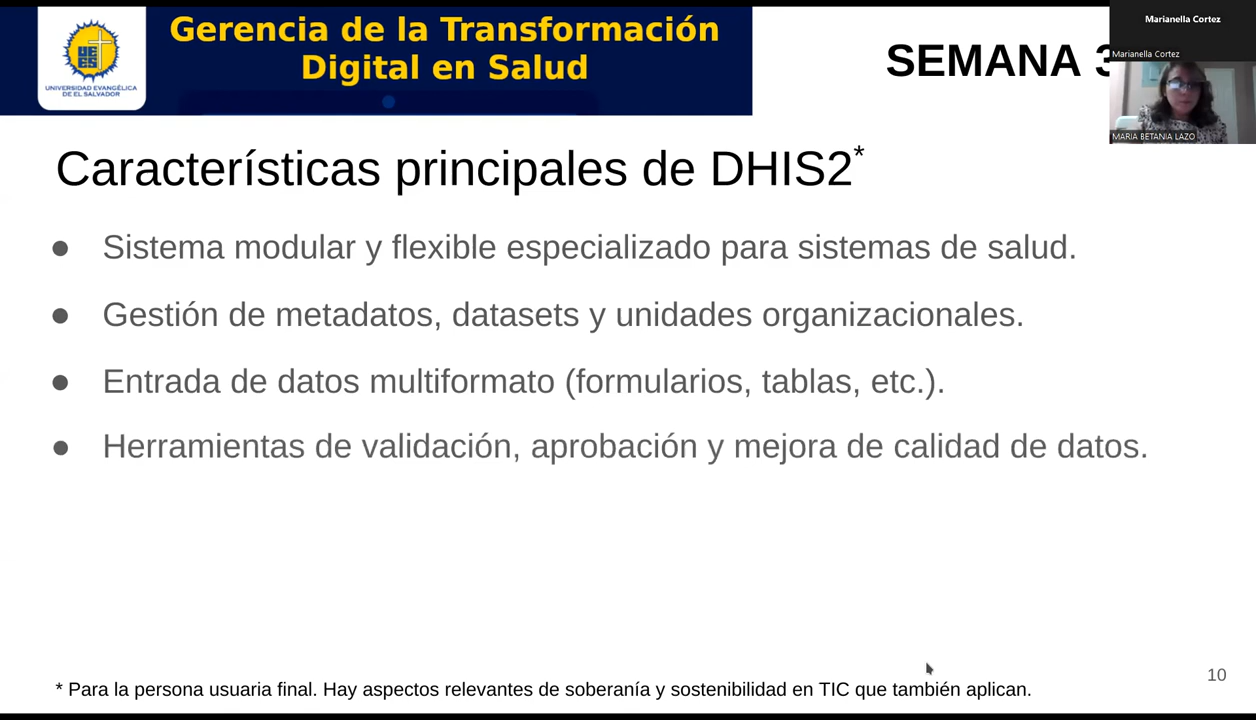 UNIVERSIDAD EVANGÉLICA
DE EL SALVADOR
Gerencia de la Transformación
Digital en Salud
SEMANA 3
Marianella Cortez
Marianella Cortez
MARIA BETANIA LAZO
Características principales de DHIS2*
● Sistema modular y flexible especializado para sistemas de salud.
● Gestión de metadatos, datasets y unidades organizacionales.
● Entrada de datos multiformato (formularios, tablas, etc.).
● Herramientas de validación, aprobación y mejora de calidad de datos.
* Para la persona usuaria final. Hay aspectos relevantes de soberanía y sostenibilidad en TIC que también aplican.
10